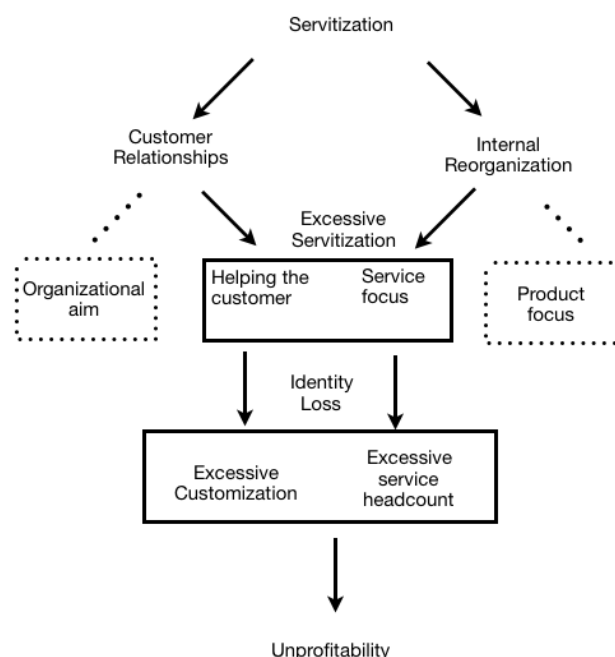 Servitization
Customer
Relationships
Internal
Reorganization
Excessive
Servitization
Organizational
aim
Helping the
customer
Service
focus
Product
focus
Identity
Loss
Excessive
Customization
Excessive
service
headcount
Unprofitability